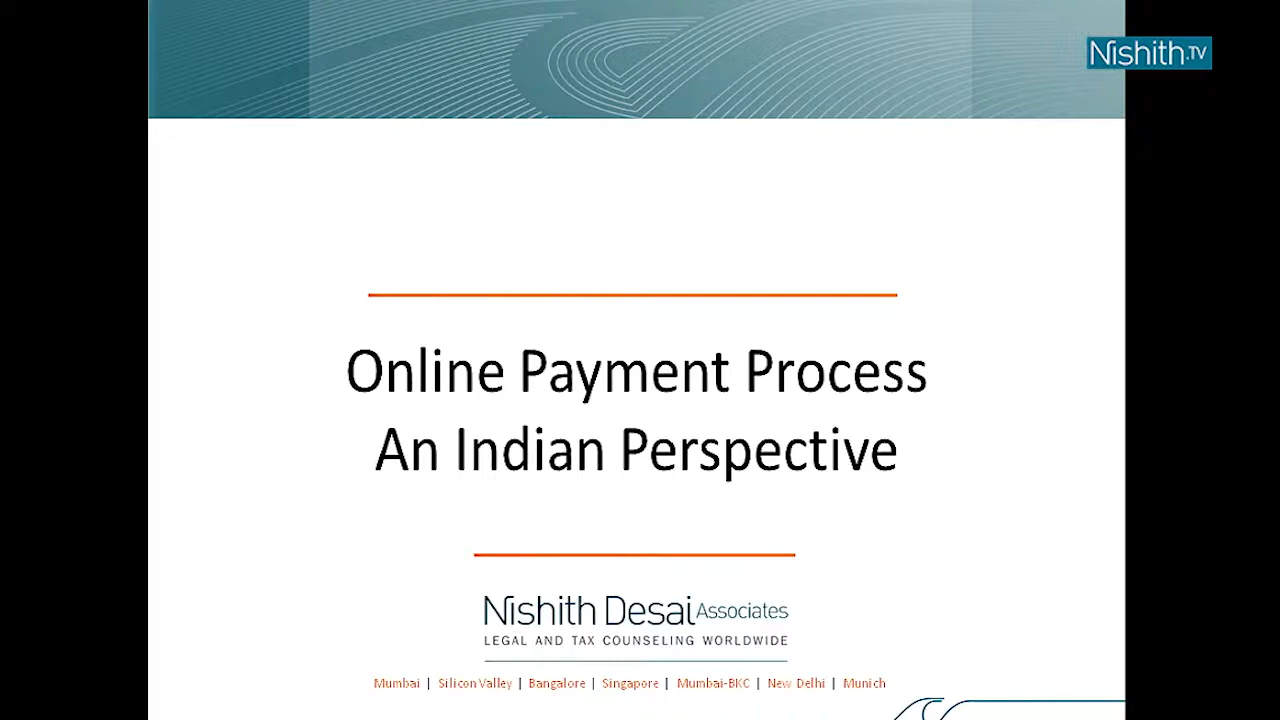 Nishith.TV
Online Payment Process
An Indian Perspective
Nishith Desai Associates
LEGAL AND TAX COUNSELING WORLDWIDE
Mumbai | Silicon Valley | Bangalore | Singapore | Mumbai-BKC | New Delhi | Munich